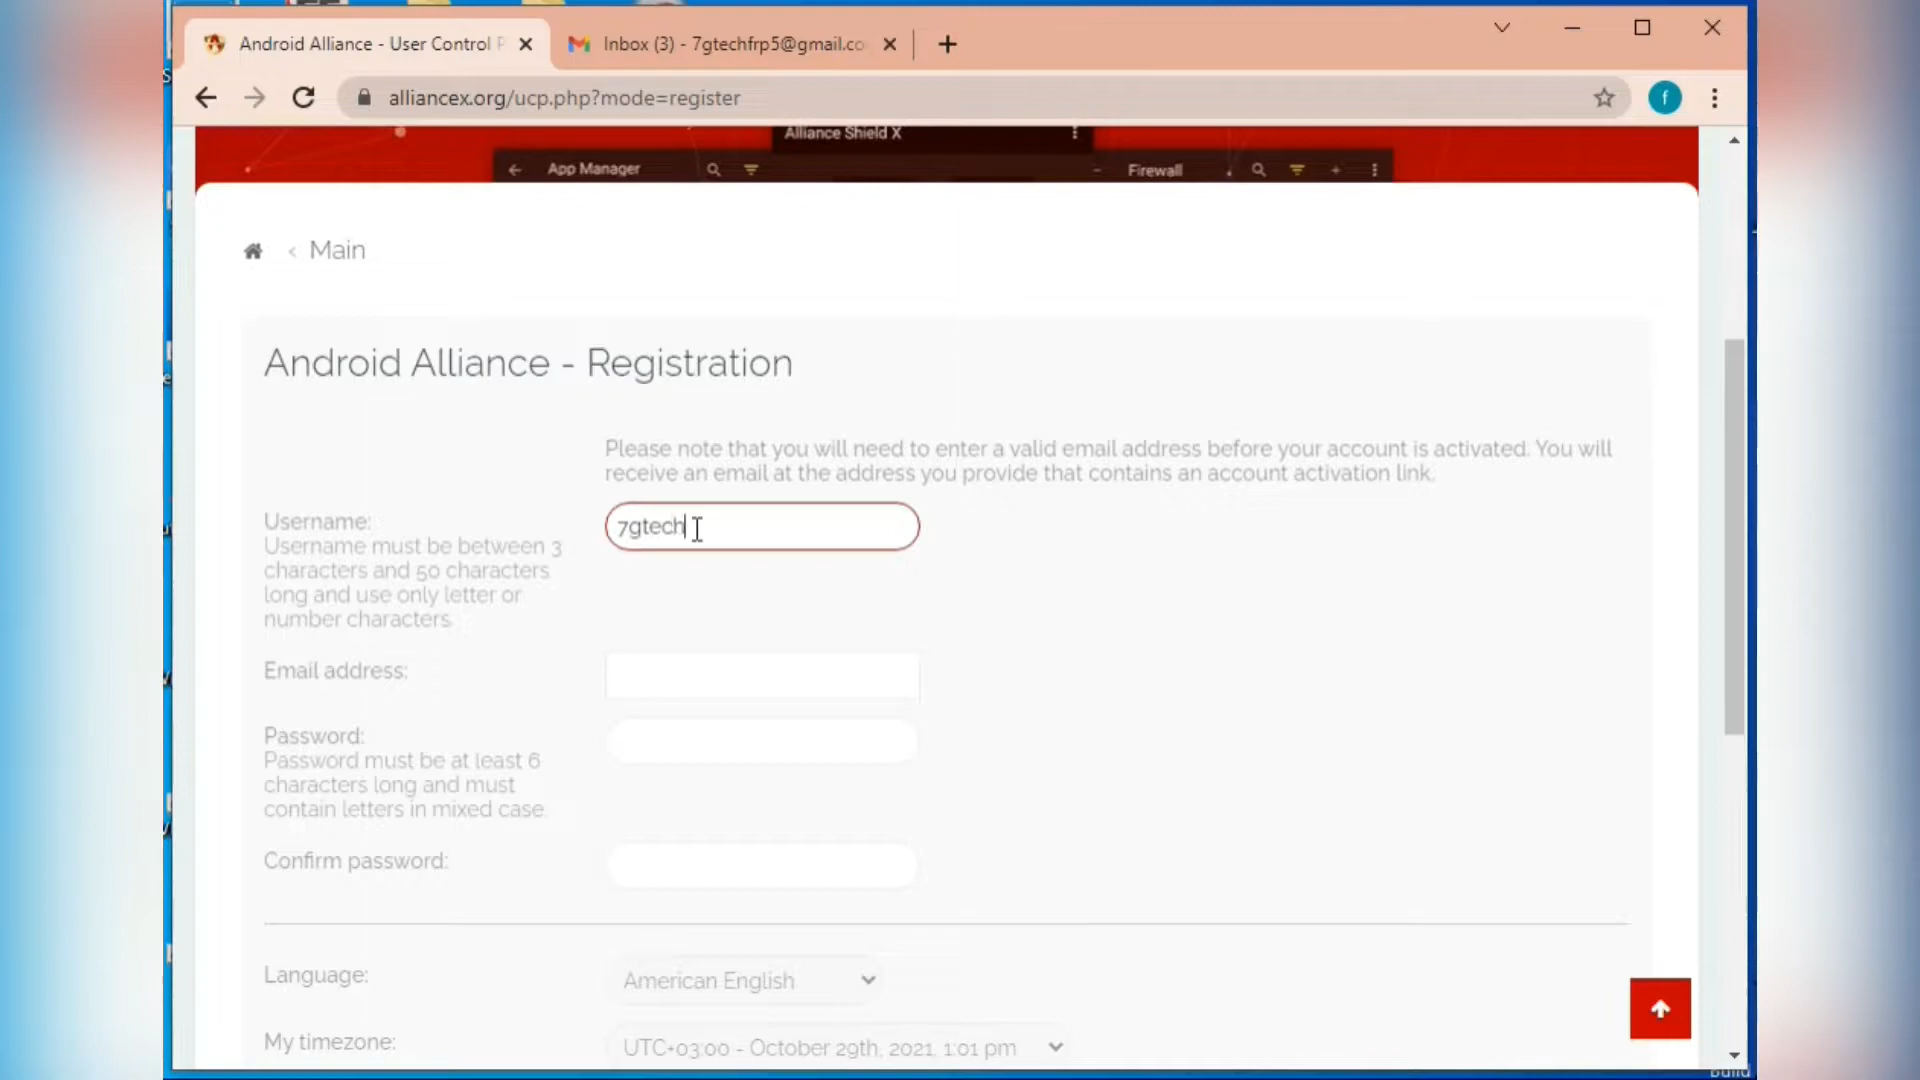 Android Alliance - User Control P
Inbox (3) - 7gtechfrp5@gmail.co
alliancex.org/ucp.php?mode=register
f
Alliance Shield X
App Manager
Firewall
Main
Android Alliance - Registration
Please note that you will need to enter a valid email address before your account is activated. You will
receive an email at the address you provide that contains an account activation link.
Username:
7gtech
Username must be between 3
characters and 50 characters
long and use only letter or
number characters.
Email address:
Password:
Password must be at least 6
characters long and must
contain letters in mixed case.
Confirm password:
Language:
American English
My timezone:
UTC+03:00 - October 29th, 2021, 1:01 pm
Build